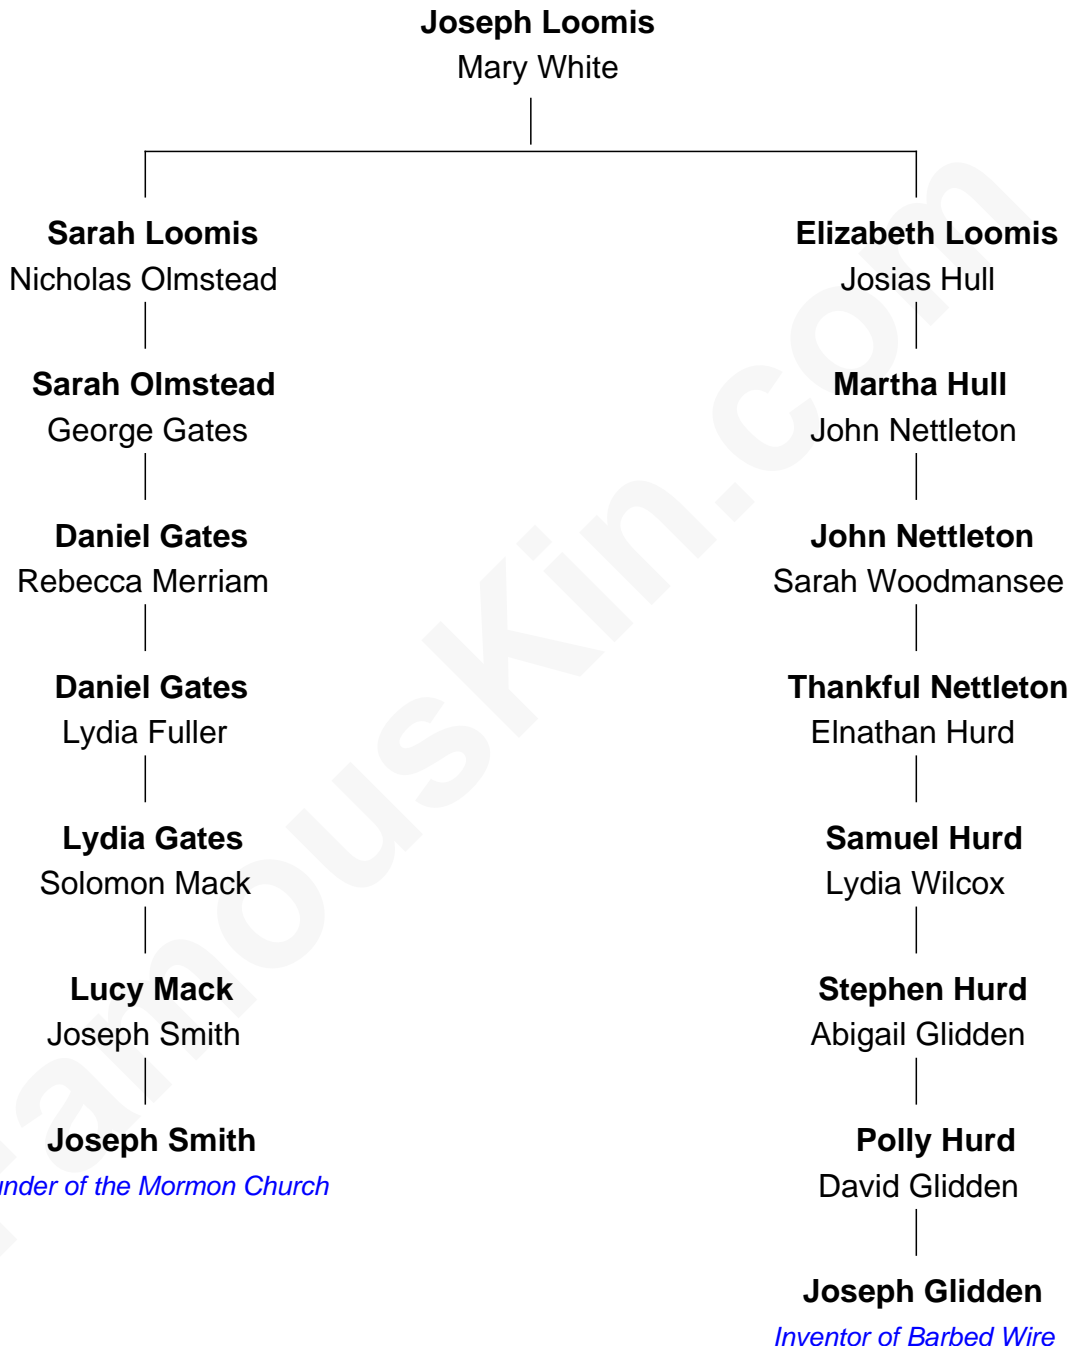 Joseph Loomis
Mary White
Sarah Loomis
Nicholas Olmstead
Sarah Olmstead
George Gates
Daniel Gates
Rebecca Merriam
Daniel Gates
Lydia Fuller
Lydia Gates
Solomon Mack
Lucy Mack
Joseph Smith
Joseph Smith
under of the Mormon Church
Elizabeth Loomis
Josias Hull
Martha Hull
John Nettleton
John Nettleton
Sarah Woodmansee
Thankful Nettleton
Elnathan Hurd
Samuel Hurd
Lydia Wilcox
Stephen Hurd
Abigail Glidden
Polly Hurd
David Glidden
Joseph Glidden
Inventor of Barbed Wire
FamousKin.com